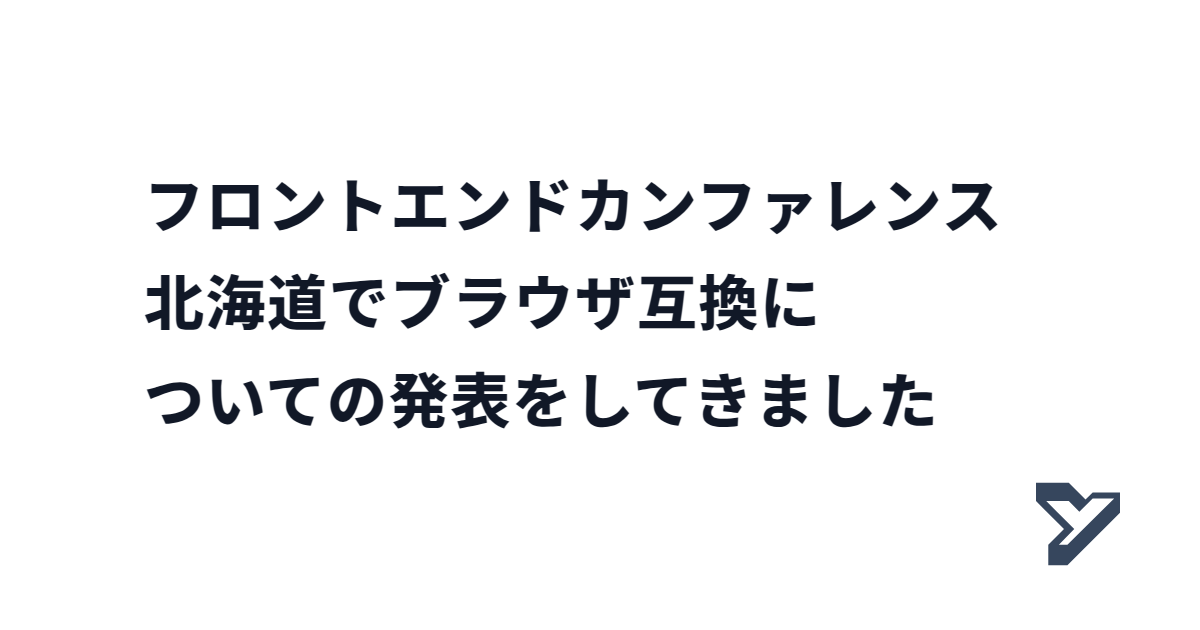 フロントエンドカンファレンス
北海道でブラウザ互換に
ついての発表をしてきました